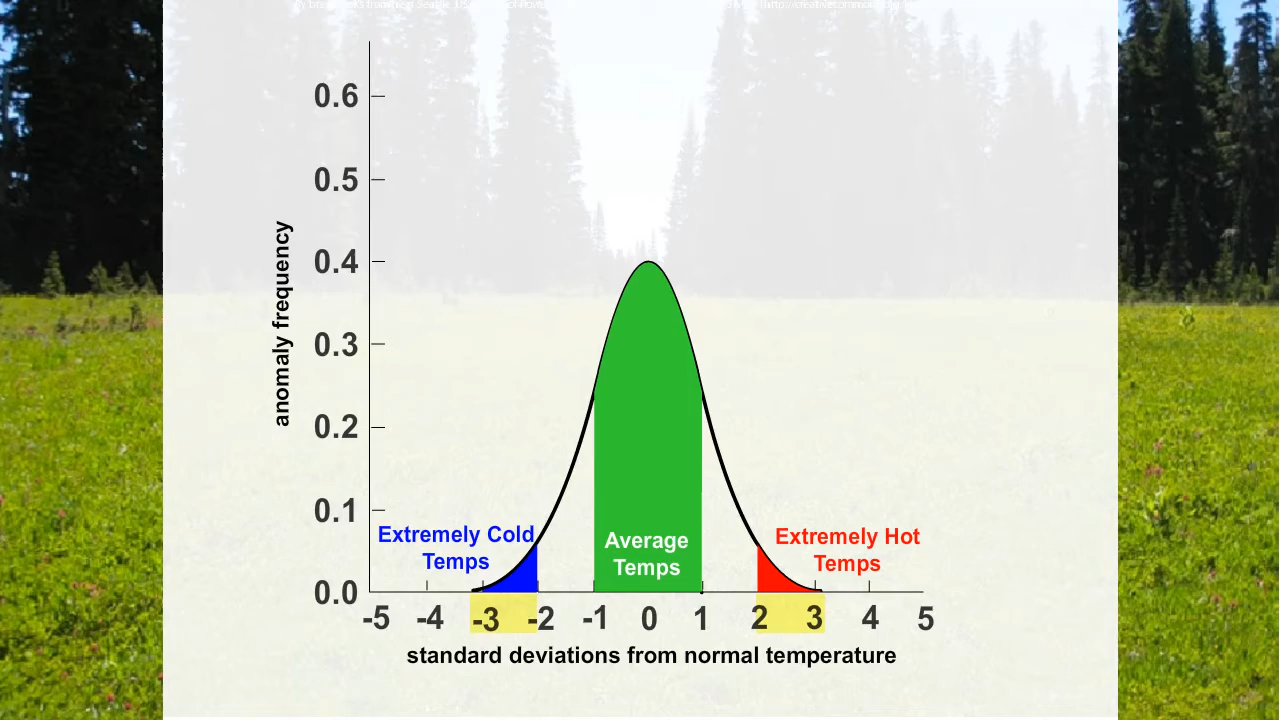 0.6
0.5
0.4
0.3
0.2
0.1
0.0
anomaly frequency
Extremely Cold
Temps
Average
Temps
Extremely Hot
Temps
-5 -4 -3 -2 -1 0 1 2 3 4 5
standard deviations from normal temperature